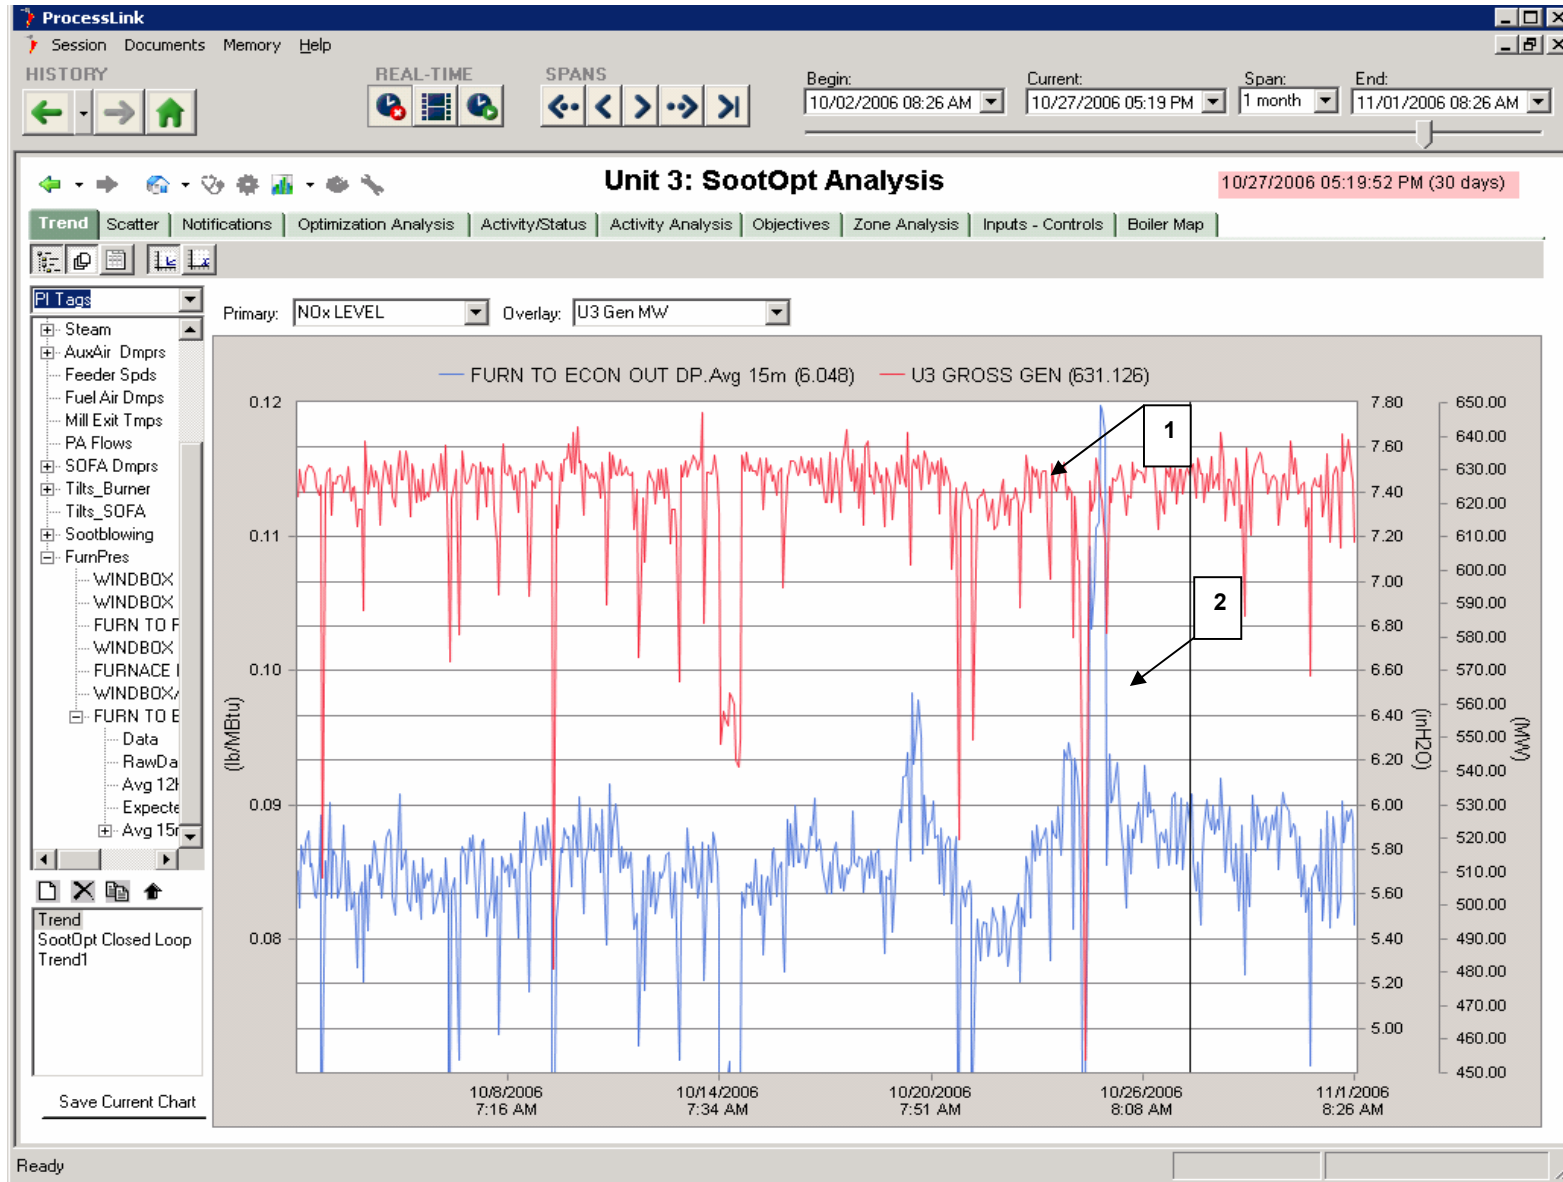 ProcessLink
Session Documents Memory Help
HISTORY REAL-TIME SPANS
Begin: Current: Span: End:
10/02/2006 08:26 AM 10/27/2006 05:19 PM 1 month 11/01/2006 08:26 AM
Unit 3: SootOpt Analysis
10/27/2006 05:19:52 PM (30 days)
Trend Scatter Notifications Optimization Analysis Activity/Status Activity Analysis Objectives Zone Analysis Inputs - Controls Boiler Map
PI Tags
Primary: NOx LEVEL Overlay: U3 Gen MW
Steam
AuxAir Dmprs
Feeder Spds
Fuel Air Dmps
Mill Exit Tmps
PA Flows
SOFA Dmprs
Tilts_Burner
Tilts_SOFA
Sootblowing
FurnPres
WINDBOX
WINDBOX
FURN TO F
WINDBOX
FURNACE I
WINDBOX/
FURN TO E
Data
RawDa
Avg 12H
Expecte
Avg 15m
Trend
SootOpt Closed Loop
Trend1
Save Current Chart
FURN TO ECON OUT DP.Avg 15m (6.048) U3 GROSS GEN (631.126)
0.12
0.11
0.10
0.09
0.08
(lb/MBtu)
1
2
7.80
7.60
7.40
7.20
7.00
6.80
6.60
6.40
6.20
6.00
5.80
5.60
5.40
5.20
5.00
(inH2O)
650.00
640.00
630.00
620.00
610.00
600.00
590.00
580.00
570.00
560.00
550.00
540.00
530.00
520.00
510.00
500.00
490.00
480.00
470.00
460.00
450.00
(MW)
10/8/2006 10/14/2006 10/20/2006 10/26/2006 11/1/2006
7:16 AM 7:34 AM 7:51 AM 8:08 AM 8:26 AM
Ready